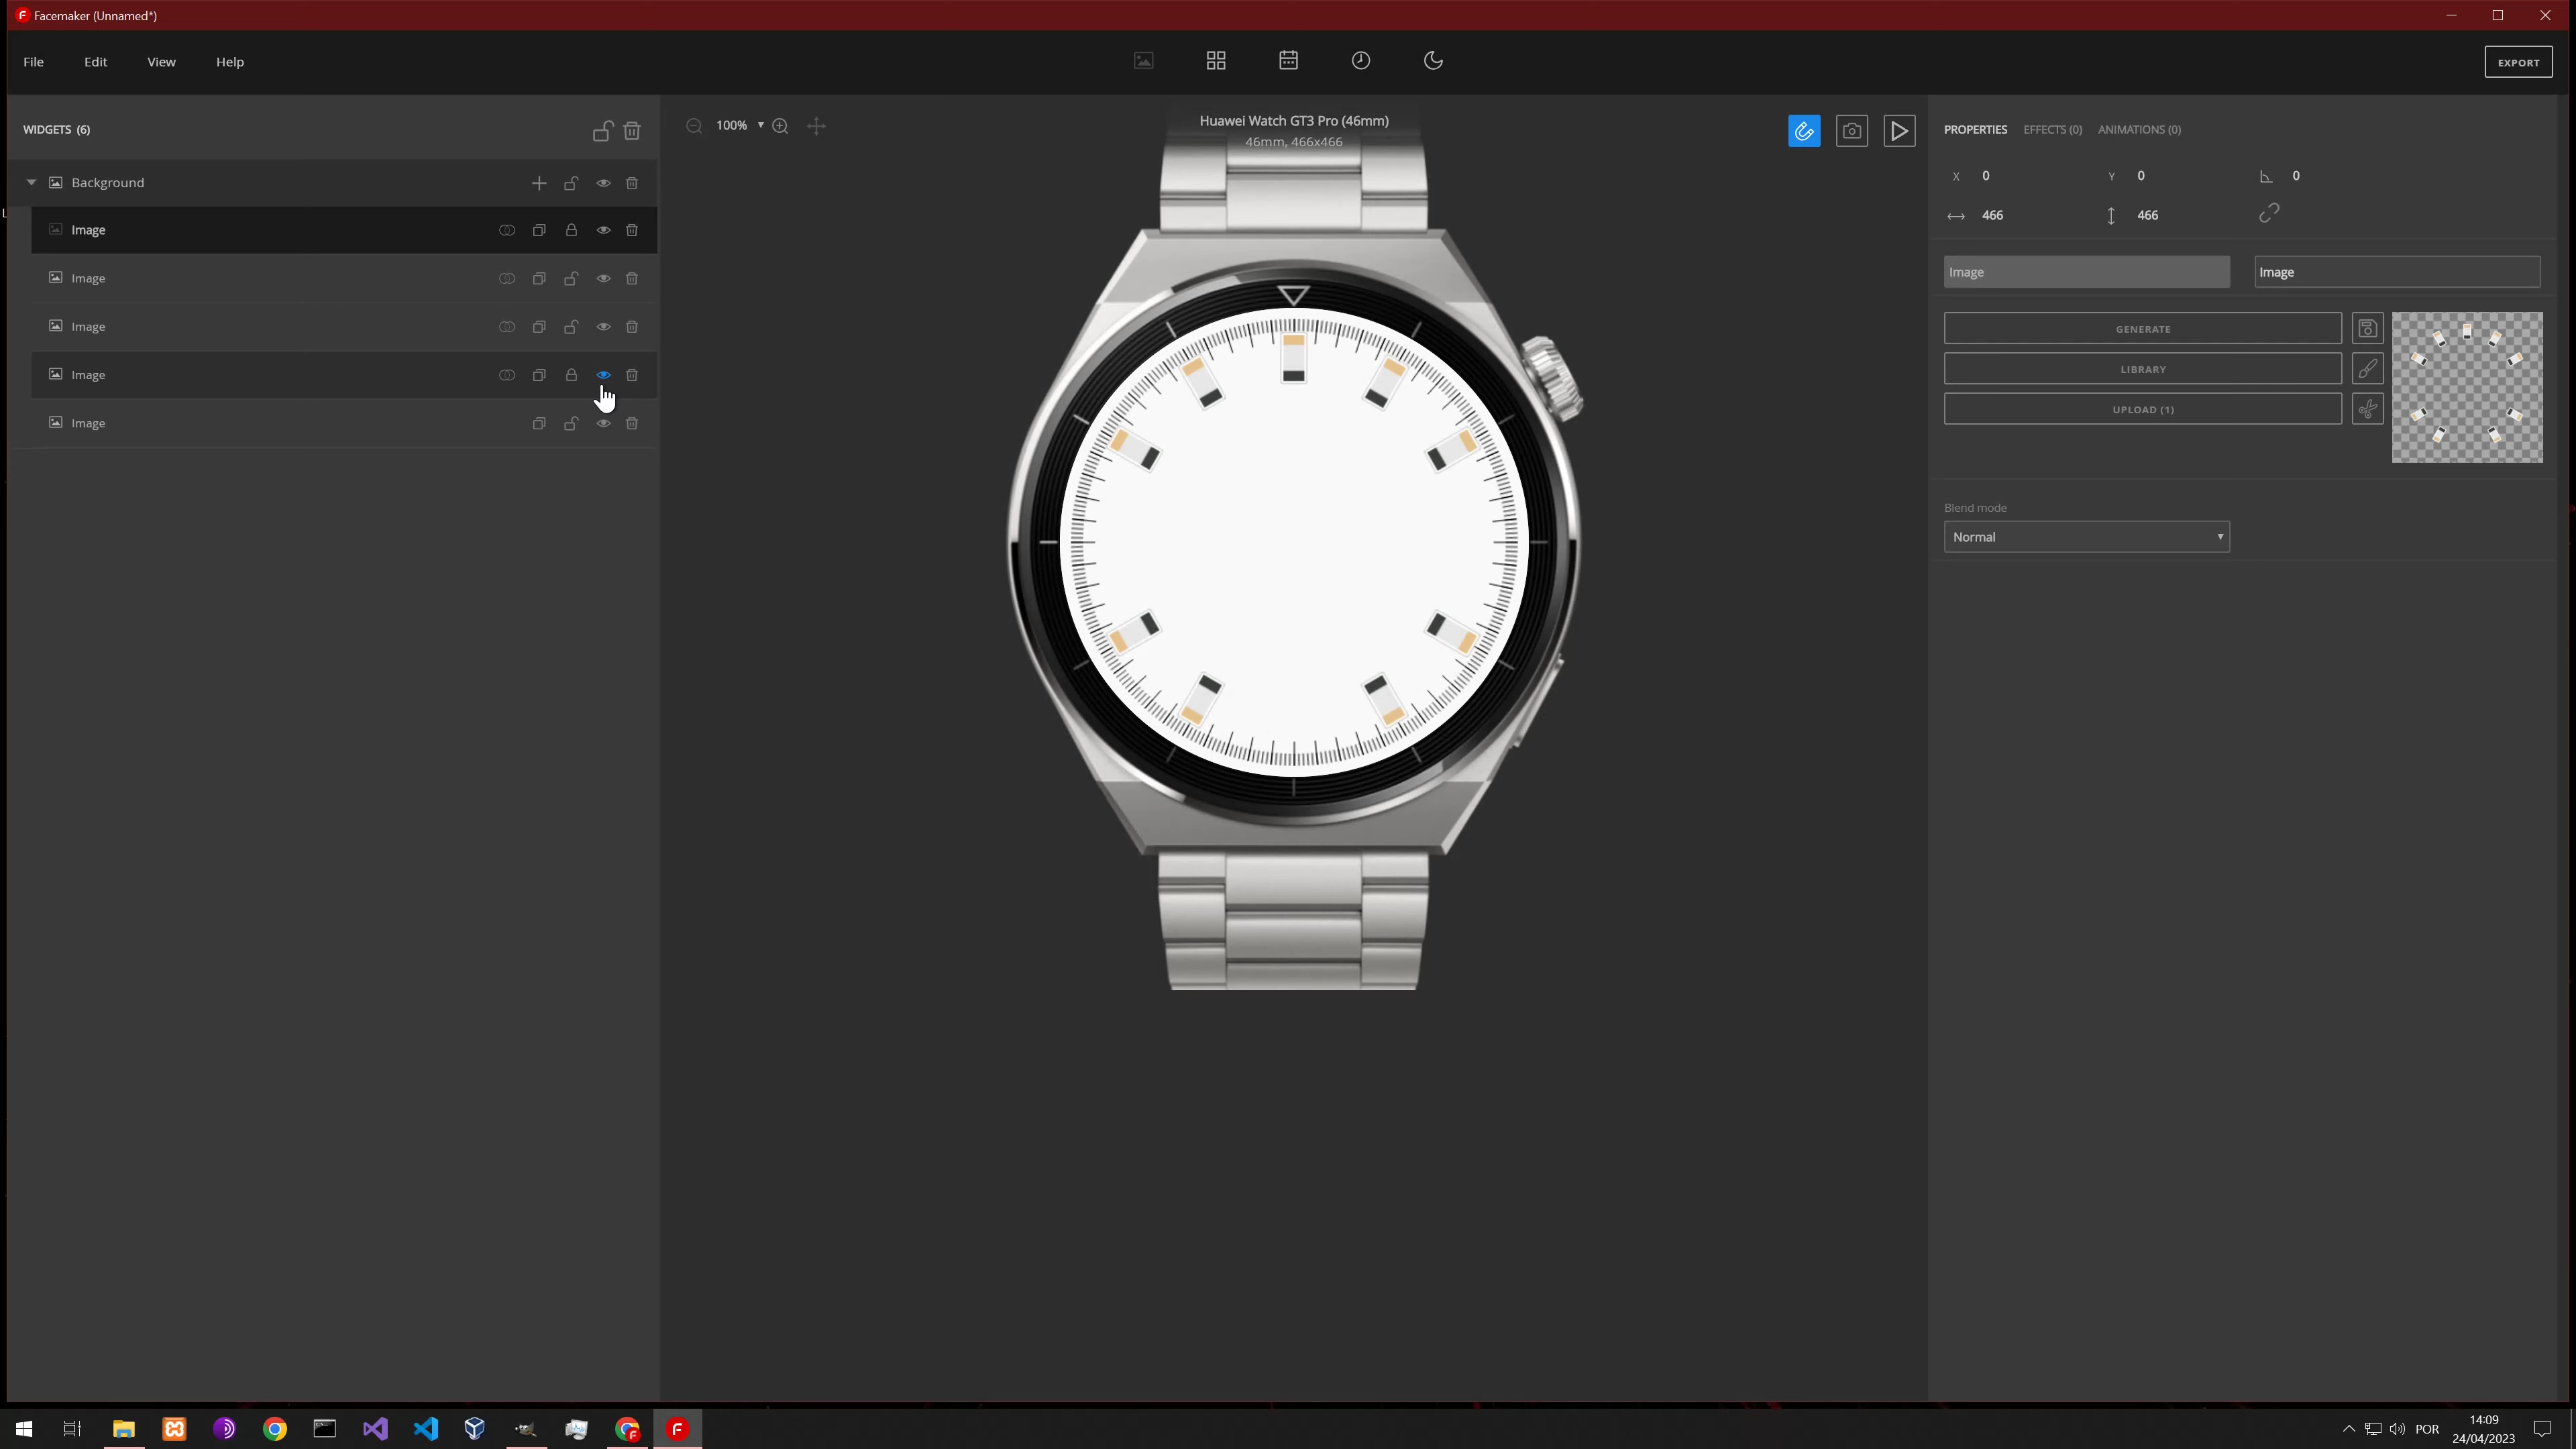 Facemaker (Unnamed*)
File Edit View Help
EXPORT
WIDGETS (6)
100%
Huawei Watch GT3 Pro (46mm)
46mm, 466x466
PROPERTIES EFFECTS (0) ANIMATIONS (0)
Background
X 0 Y 0 0
466 466
Image
Image
Image
Image
Image
Image Image
GENERATE
LIBRARY
UPLOAD (1)
Blend mode
Normal
L
POR
14:09
24/04/2023